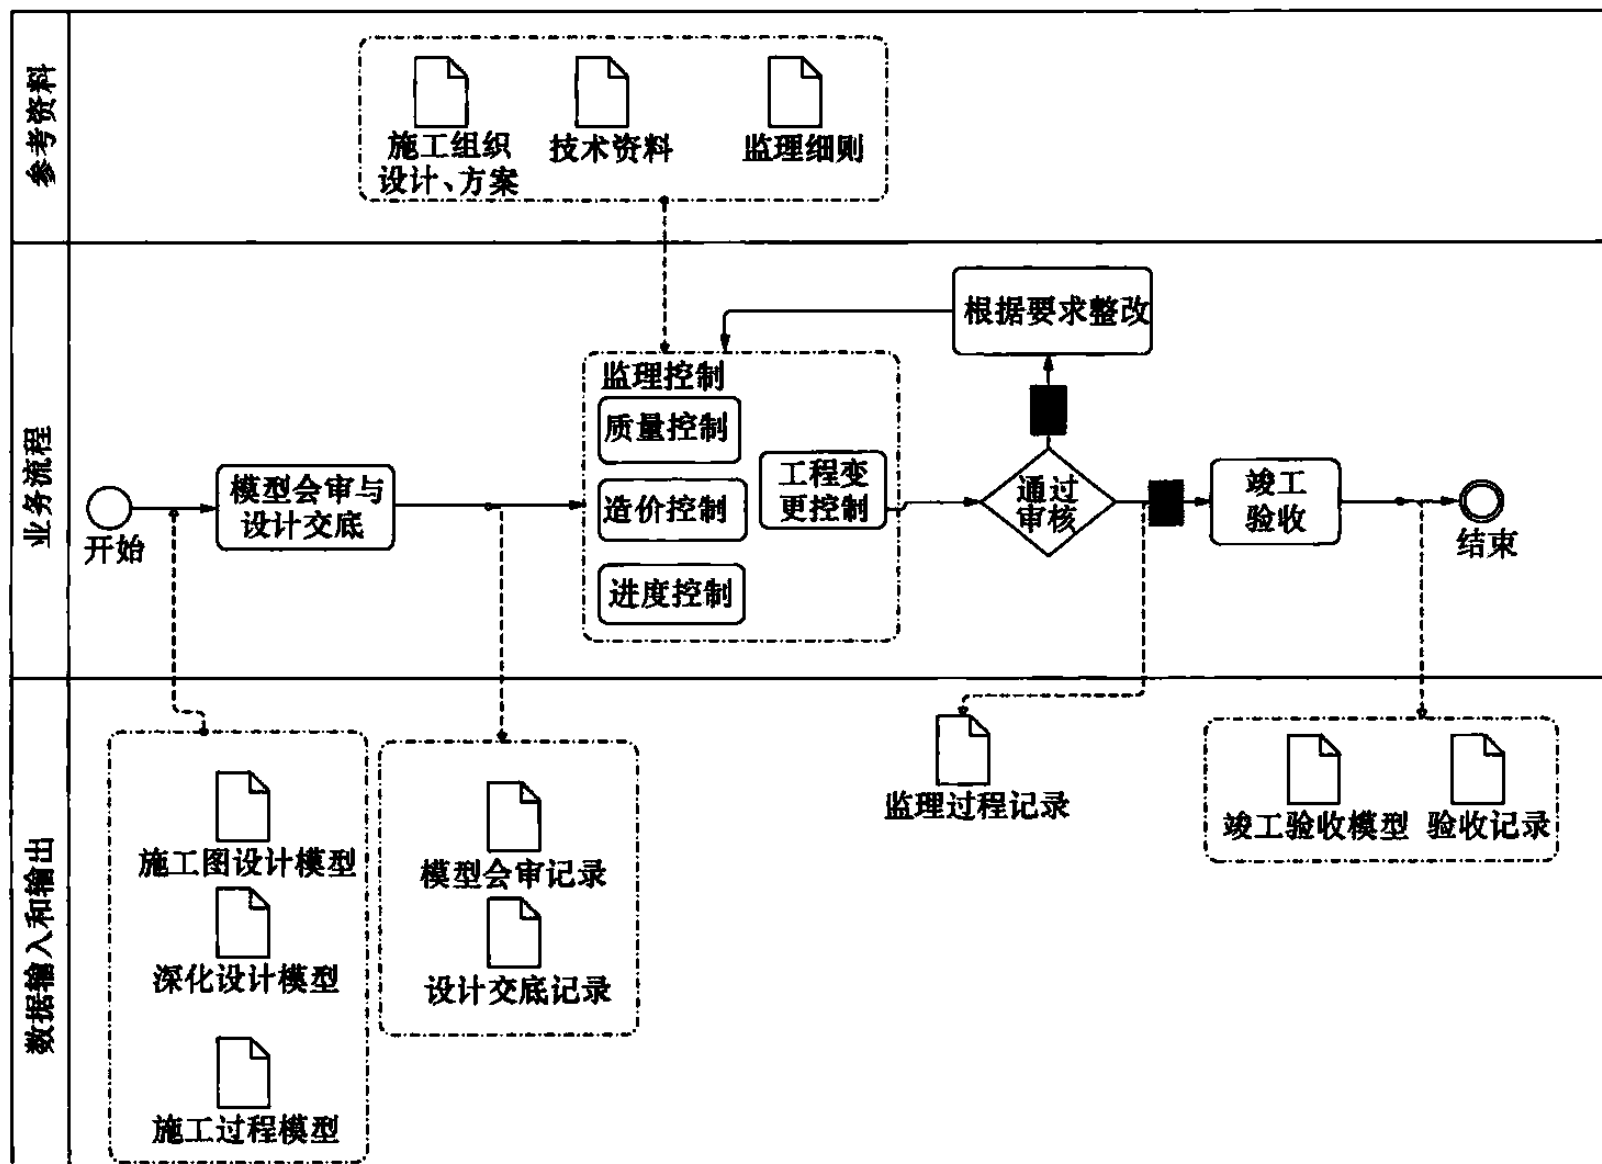 参考资料
施工组织
设计、方案
技术资料
监理细则
业务流程
开始
模型会审与
设计交底
监理控制
质量控制
造价控制
进度控制
工程变
更控制
根据要求整改
通过
审核
竣工
验收
结束
数据输入和输出
施工图设计模型
深化设计模型
施工过程模型
模型会审记录
设计交底记录
监理过程记录
竣工验收模型
验收记录